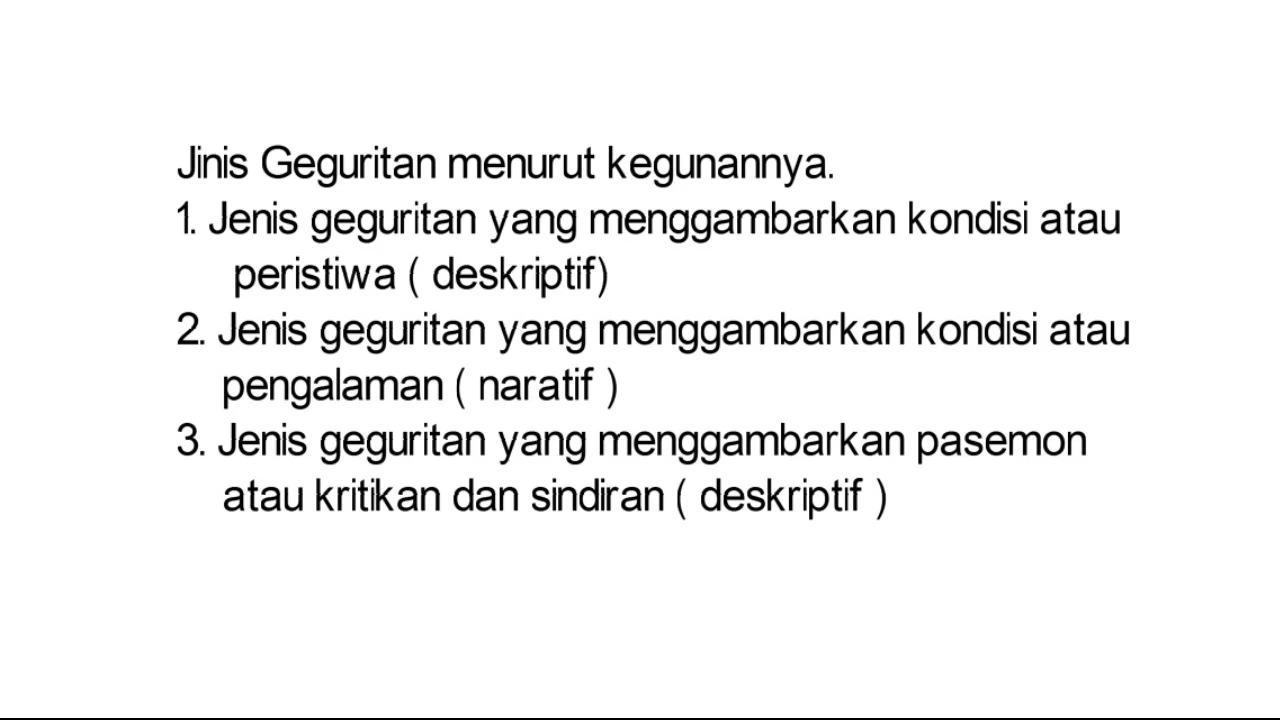 Jinis Geguritan menurut kegunannya.
1. Jenis geguritan yang menggambarkan kondisi atau
peristiwa ( deskriptif)
2. Jenis geguritan yang menggambarkan kondisi atau
pengalaman ( naratif )
3. Jenis geguritan yang menggambarkan pasemon
atau kritikan dan sindiran ( deskriptif )